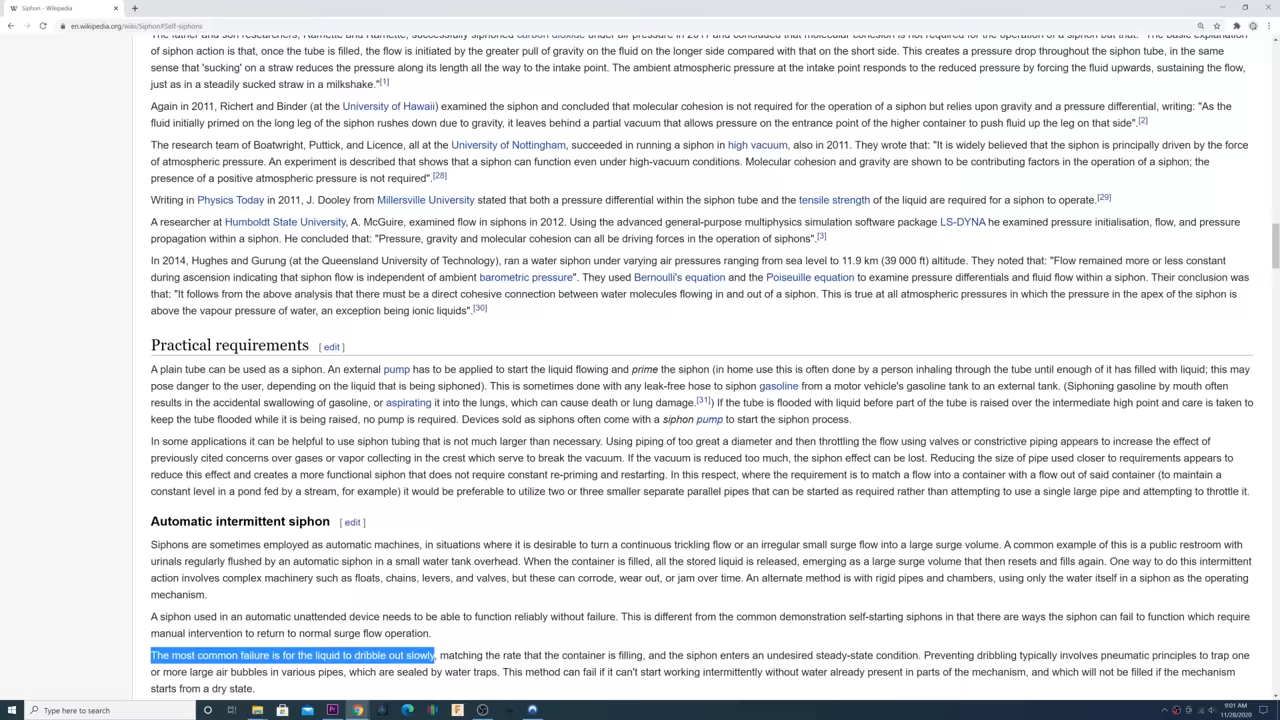 Siphon - Wikipedia
en.wikipedia.org/wiki/Siphon#Self-siphons
of siphon action is that, once the tube is filled, the flow is initiated by the greater pull of gravity on the fluid on the longer side compared with that on the short side. This creates a pressure drop throughout the siphon tube, in the same
sense that 'sucking' on a straw reduces the pressure along its length all the way to the intake point. The ambient atmospheric pressure at the intake point responds to the reduced pressure by forcing the fluid upwards, sustaining the flow,
just as in a steadily sucked straw in a milkshake."[1]
Again in 2011, Richert and Binder (at the University of Hawaii) examined the siphon and concluded that molecular cohesion is not required for the operation of a siphon but relies upon gravity and a pressure differential, writing: "As the
fluid initially primed on the long leg of the siphon rushes down due to gravity, it leaves behind a partial vacuum that allows pressure on the entrance point of the higher container to push fluid up the leg on that side".[2]
The research team of Boatwright, Puttick, and Licence, all at the University of Nottingham, succeeded in running a siphon in high vacuum, also in 2011. They wrote that: "It is widely believed that the siphon is principally driven by the force
of atmospheric pressure. An experiment is described that shows that a siphon can function even under high-vacuum conditions. Molecular cohesion and gravity are shown to be contributing factors in the operation of a siphon; the
presence of a positive atmospheric pressure is not required".[28]
Writing in Physics Today in 2011, J. Dooley from Millersville University stated that both a pressure differential within the siphon tube and the tensile strength of the liquid are required for a siphon to operate.[29]
A researcher at Humboldt State University, A. McGuire, examined flow in siphons in 2012. Using the advanced general-purpose multiphysics simulation software package LS-DYNA he examined pressure initialisation, flow, and pressure
propagation within a siphon. He concluded that: "Pressure, gravity and molecular cohesion can all be driving forces in the operation of siphons".[3]
In 2014, Hughes and Gurung (at the Queensland University of Technology), ran a water siphon under varying air pressures ranging from sea level to 11.9 km (39 000 ft) altitude. They noted that: "Flow remained more or less constant
during ascension indicating that siphon flow is independent of ambient barometric pressure". They used Bernoulli's equation and the Poiseuille equation to examine pressure differentials and fluid flow within a siphon. Their conclusion was
that: "It follows from the above analysis that there must be a direct cohesive connection between water molecules flowing in and out of a siphon. This is true at all atmospheric pressures in which the pressure in the apex of the siphon is
above the vapour pressure of water, an exception being ionic liquids".[30]
Practical requirements [ edit ]
A plain tube can be used as a siphon. An external pump has to be applied to start the liquid flowing and prime the siphon (in home use this is often done by a person inhaling through the tube until enough of it has filled with liquid; this may
pose danger to the user, depending on the liquid that is being siphoned). This is sometimes done with any leak-free hose to siphon gasoline from a motor vehicle's gasoline tank to an external tank. (Siphoning gasoline by mouth often
results in the accidental swallowing of gasoline, or aspirating it into the lungs, which can cause death or lung damage.[31]) If the tube is flooded with liquid before part of the tube is raised over the intermediate high point and care is taken to
keep the tube flooded while it is being raised, no pump is required. Devices sold as siphons often come with a siphon pump to start the siphon process.
In some applications it can be helpful to use siphon tubing that is not much larger than necessary. Using piping of too great a diameter and then throttling the flow using valves or constrictive piping appears to increase the effect of
previously cited concerns over gases or vapor collecting in the crest which serve to break the vacuum. If the vacuum is reduced too much, the siphon effect can be lost. Reducing the size of pipe used closer to requirements appears to
reduce this effect and creates a more functional siphon that does not require constant re-priming and restarting. In this respect, where the requirement is to match a flow into a container with a flow out of said container (to maintain a
constant level in a pond fed by a stream, for example) it would be preferable to utilize two or three smaller separate parallel pipes that can be started as required rather than attempting to use a single large pipe and attempting to throttle it.
Automatic intermittent siphon [ edit ]
Siphons are sometimes employed as automatic machines, in situations where it is desirable to turn a continuous trickling flow or an irregular small surge flow into a large surge volume. A common example of this is a public restroom with
urinals regularly flushed by an automatic siphon in a small water tank overhead. When the container is filled, all the stored liquid is released, emerging as a large surge volume that then resets and fills again. One way to do this intermittent
action involves complex machinery such as floats, chains, levers, and valves, but these can corrode, wear out, or jam over time. An alternate method is with rigid pipes and chambers, using only the water itself in a siphon as the operating
mechanism.
A siphon used in an automatic unattended device needs to be able to function reliably without failure. This is different from the common demonstration self-starting siphons in that there are ways the siphon can fail to function which require
manual intervention to return to normal surge flow operation.
The most common failure is for the liquid to dribble out slowly, matching the rate that the container is filling, and the siphon enters an undesired steady-state condition. Preventing dribbling typically involves pneumatic principles to trap one
or more large air bubbles in various pipes, which are sealed by water traps. This method can fail if it can't start working intermittently without water already present in parts of the mechanism, and which will not be filled if the mechanism
starts from a dry state.
Type here to search
9:01 AM
11/28/2020